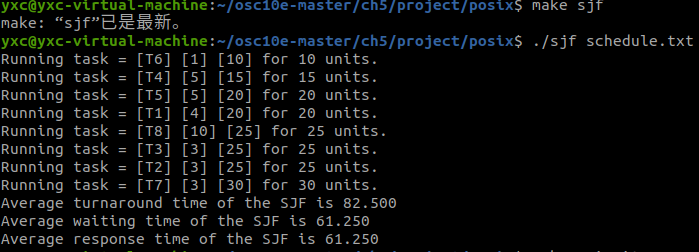 yxc@yxc-virtual-machine:~/osc10e-master/ch5/project/posix$ make sjf
make: “sjf”已是最新。
yxc@yxc-virtual-machine:~/osc10e-master/ch5/project/posix$ ./sjf schedule.txt
Running task = [T6] [1] [10] for 10 units.
Running task = [T4] [5] [15] for 15 units.
Running task = [T5] [5] [20] for 20 units.
Running task = [T1] [4] [20] for 20 units.
Running task = [T8] [10] [25] for 25 units.
Running task = [T3] [3] [25] for 25 units.
Running task = [T2] [3] [25] for 25 units.
Running task = [T7] [3] [30] for 30 units.
Average turnaround time of the SJF is 82.500
Average waiting time of the SJF is 61.250
Average response time of the SJF is 61.250